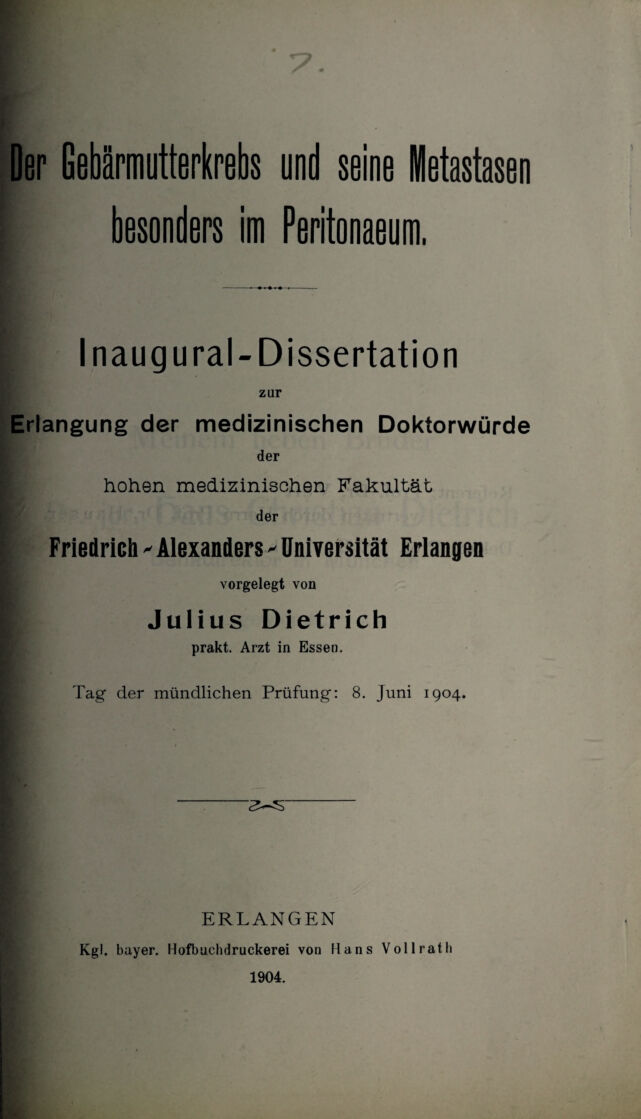 7.
Der Gebärmutterkrebs und seine Metastasen
besonders im Peritonaeum.
Inaugural-Dissertation
zur
Erlangung der medizinischen Doktorwürde
der
hohen medizinischen Fakultät
der
Friedrich-Alexanders-Universität Erlangen
vorgelegt von
Julius Dietrich
prakt. Arzt in Essen.
Tag der mündlichen Prüfung: 8. Juni 1904.
ERLANGEN
Kgl. bayer. Hofbuchdruckerei von Hans Vollrath
1904.